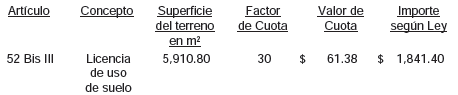 Artículo Concepto Superficie Factor Valor de Importe
del terreno de Cuota Cuota según Ley
en m²
52 Bis III Licencia 5,910.80 30 $ 61.38 $ 1,841.40
de uso
de suelo